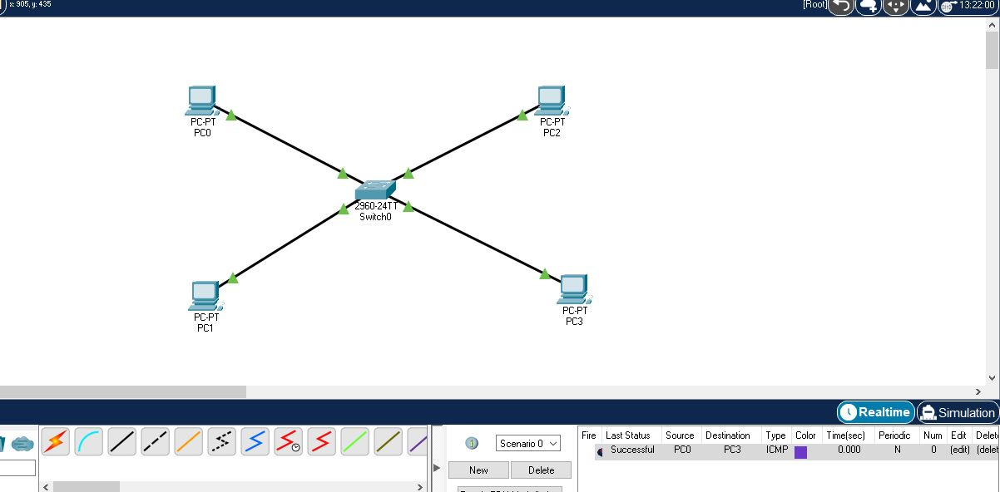 x: 905, y: 435
[Root]
13:22:00
PC-PT
PC0
PC-PT
PC2
2960-24TT
Switch0
PC-PT
PC1
PC-PT
PC3
Realtime
Simulation
1
Scenario 0
New
Delete
Fire Last Status Source Destination Type Color Time(sec) Periodic Num Edit Delet
Successful PC0 PC3 ICMP 0.000 N 0 (edit) (delet